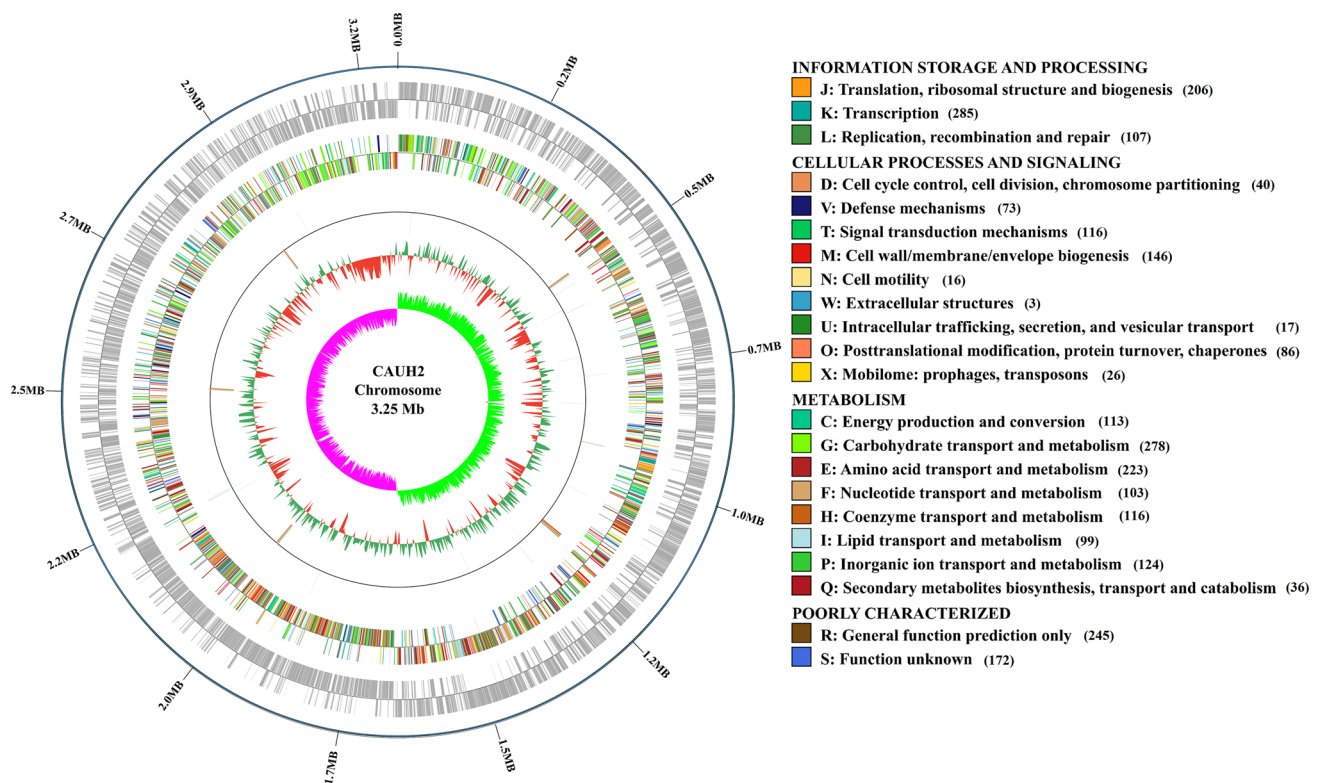 0.0MB
0.2MB
0.5MB
0.7MB
1.0MB
1.2MB
1.5MB
1.7MB
2.0MB
2.2MB
2.5MB
2.7MB
2.9MB
3.2MB
CAUH2
Chromosome
3.25 Mb
INFORMATION STORAGE AND PROCESSING
J: Translation, ribosomal structure and biogenesis (206)
K: Transcription (285)
L: Replication, recombination and repair (107)
CELLULAR PROCESSES AND SIGNALING
D: Cell cycle control, cell division, chromosome partitioning (40)
V: Defense mechanisms (73)
T: Signal transduction mechanisms (116)
M: Cell wall/membrane/envelope biogenesis (146)
N: Cell motility (16)
W: Extracellular structures (3)
U: Intracellular trafficking, secretion, and vesicular transport (17)
O: Posttranslational modification, protein turnover, chaperones (86)
X: Mobilome: prophages, transposons (26)
METABOLISM
C: Energy production and conversion (113)
G: Carbohydrate transport and metabolism (278)
E: Amino acid transport and metabolism (223)
F: Nucleotide transport and metabolism (103)
H: Coenzyme transport and metabolism (116)
I: Lipid transport and metabolism (99)
P: Inorganic ion transport and metabolism (124)
Q: Secondary metabolites biosynthesis, transport and catabolism (36)
POORLY CHARACTERIZED
R: General function prediction only (245)
S: Function unknown (172)